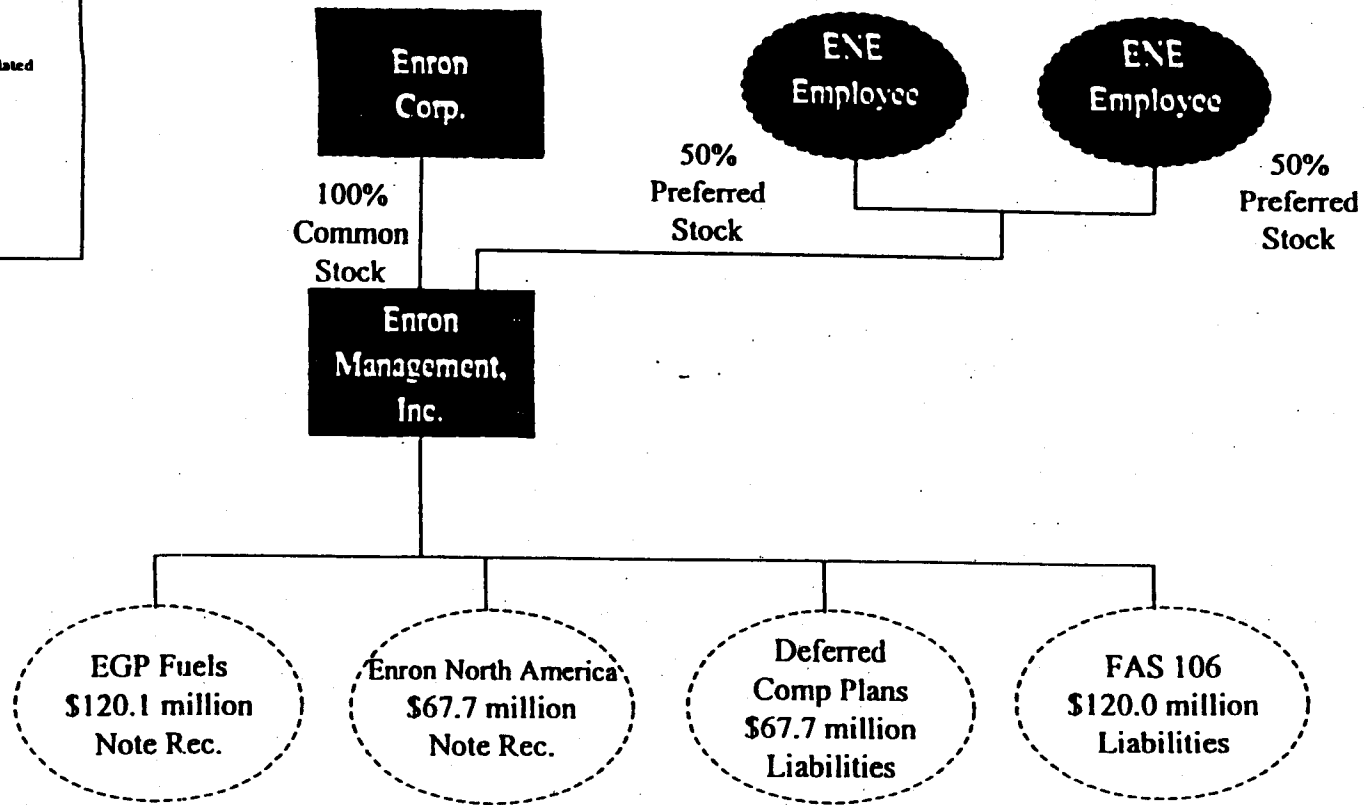 Enron
Corp.
ENE
Employee
ENE
Employee
100%
Common
Stock
50%
Preferred
Stock
50%
Preferred
Stock
Enron
Management,
Inc.
EGP Fuels
$120.1 million
Note Rec.
Enron North America
$67.7 million
Note Rec.
Deferred
Comp Plans
$67.7 million
Liabilities
FAS 106
$120.0 million
Liabilities